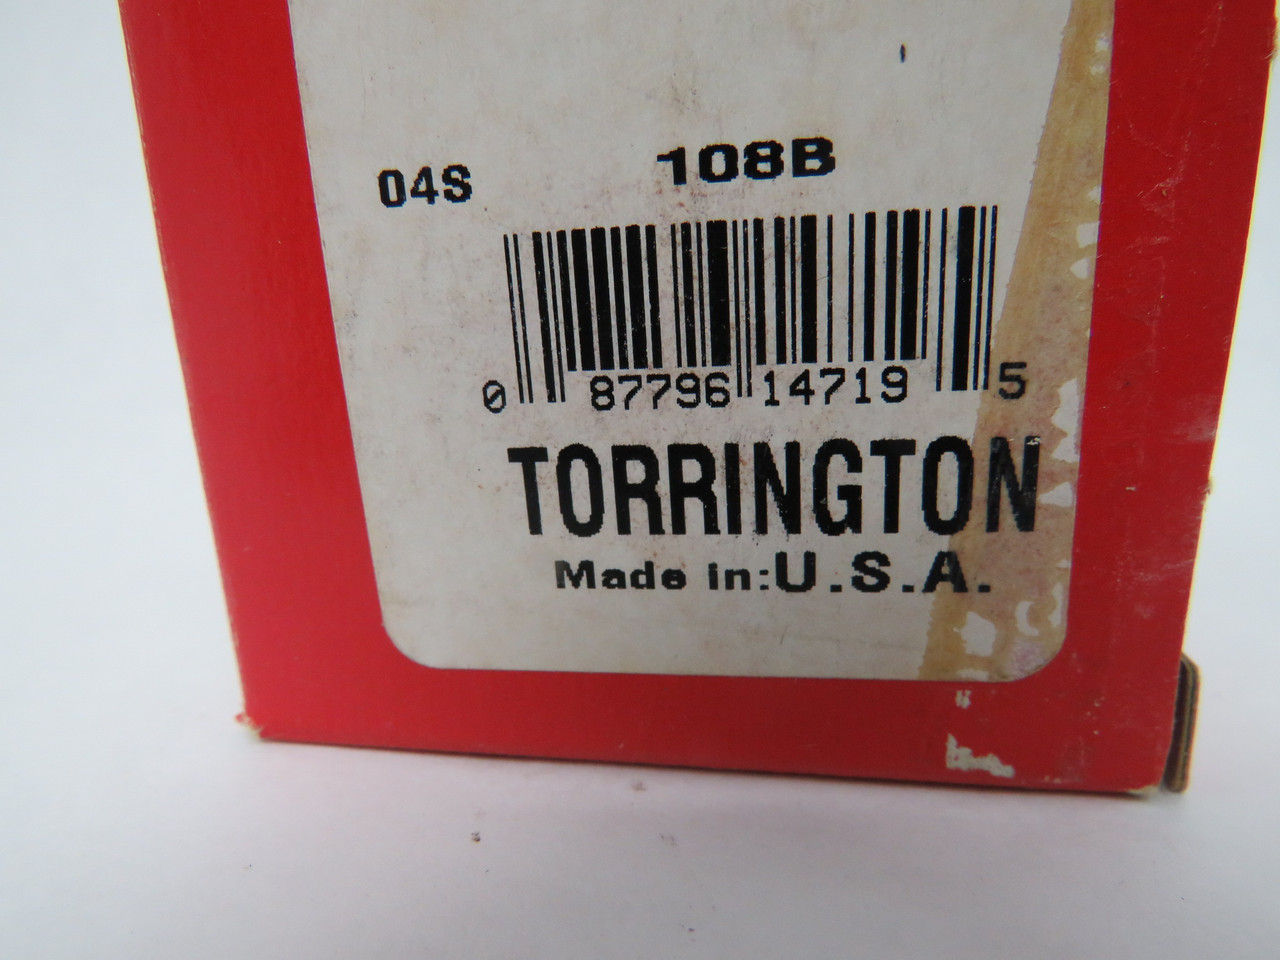 04S 108B
0 87796 14719 5
TORRINGTON
Made in: U.S.A.